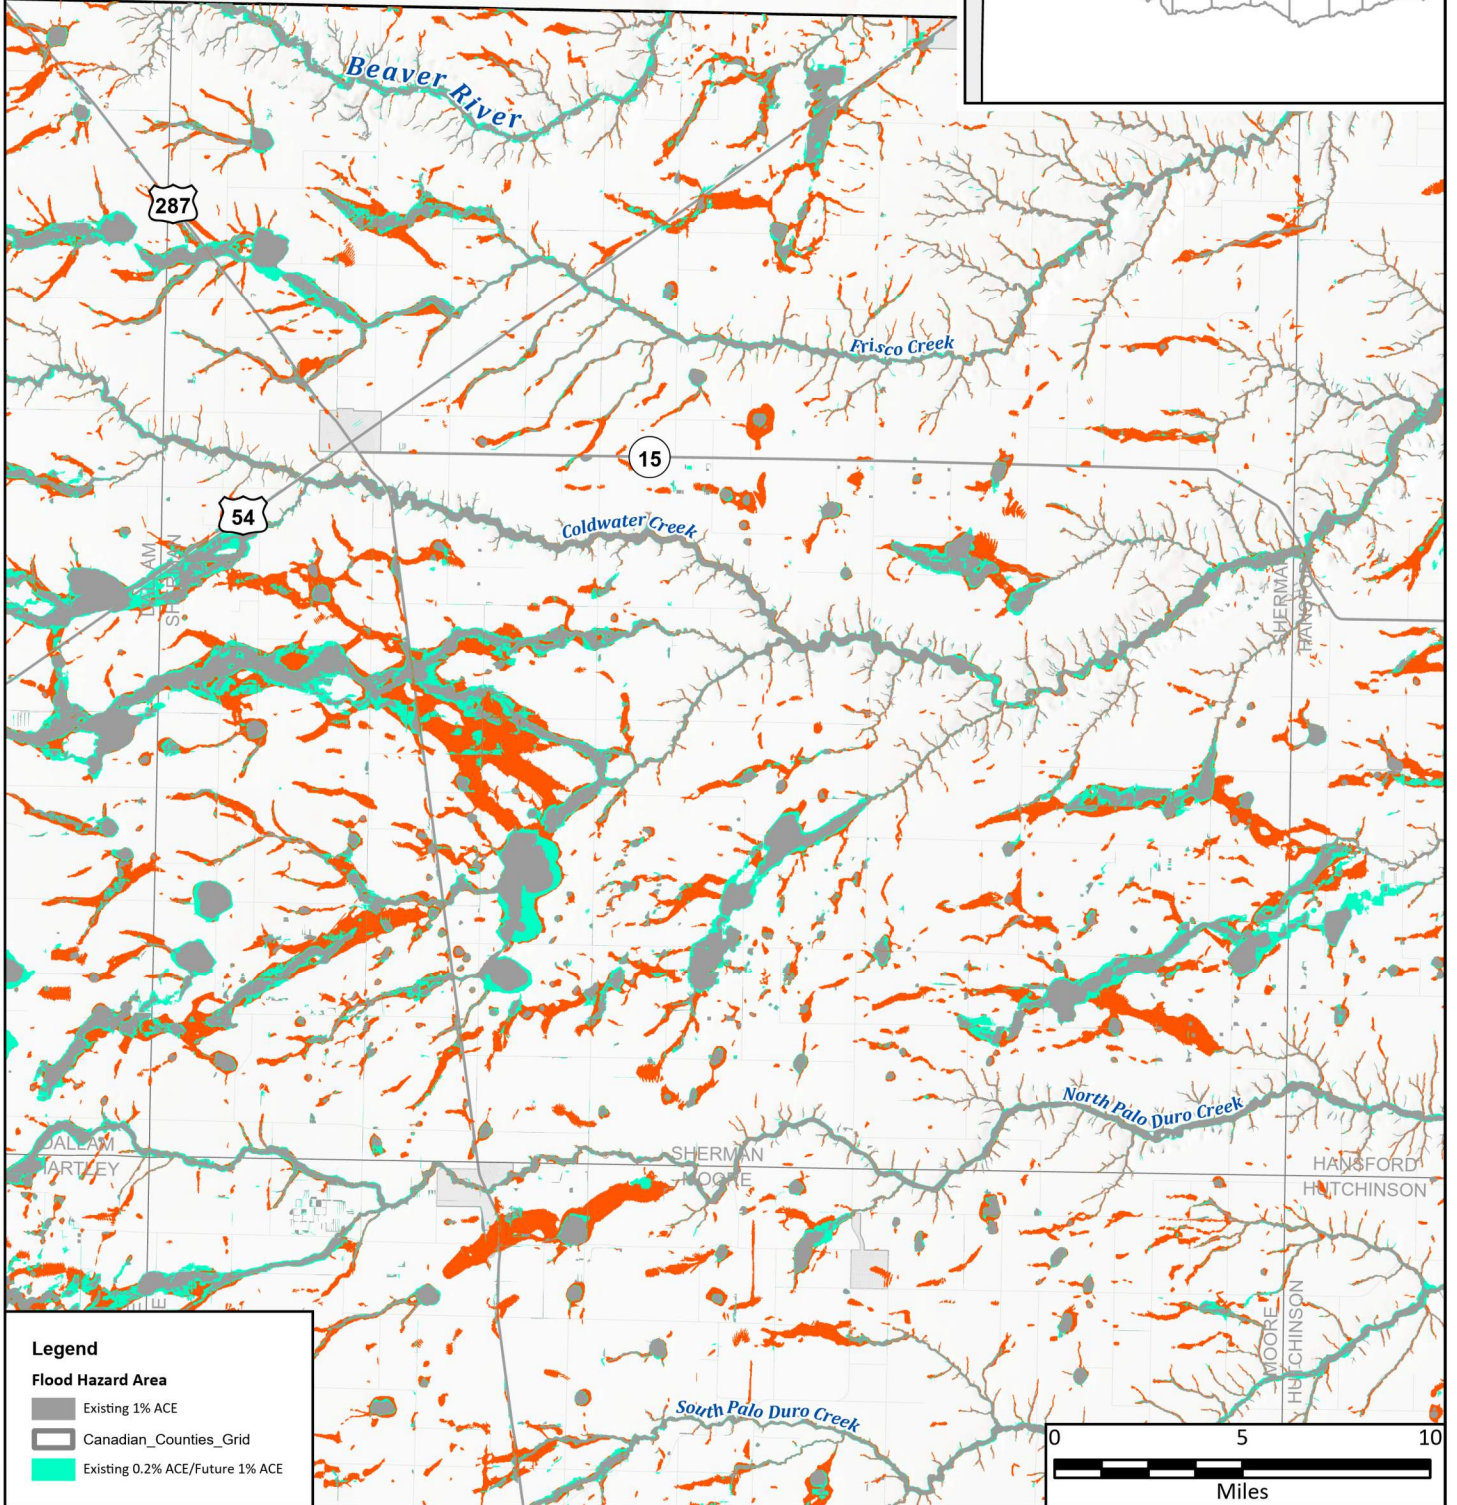 Beaver River
287
Frisco Creek
15
54
Coldwater Creek
SHERMAN
HANSFORD
North Palo Duro Creek
DALLAM
HARTLEY
SHERMAN
MOORE
HANSFORD
HUTCHINSON
MOORE
HUTCHINSON
South Palo Duro Creek
Legend
Flood Hazard Area
Existing 1% ACE
Canadian_Counties_Grid
Existing 0.2% ACE/Future 1% ACE
0 5 10
Miles